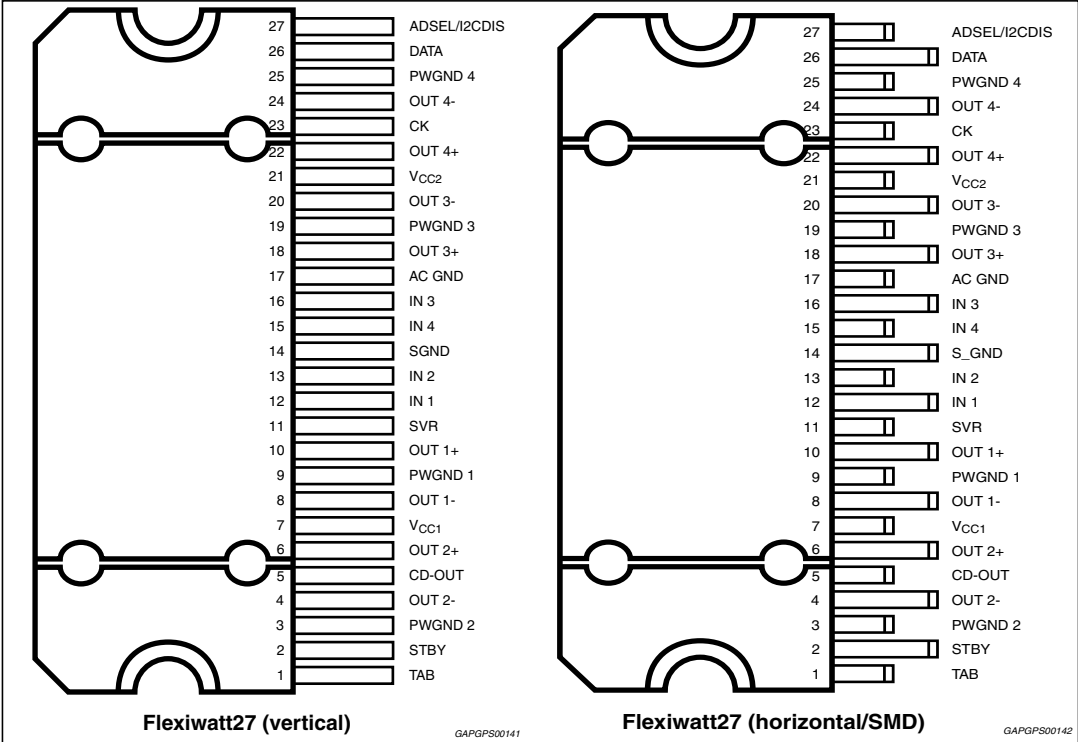 27 ADSEL/I2CDIS
26 DATA
25 PWGND 4
24 OUT 4-
23 CK
22 OUT 4+
21 VCC2
20 OUT 3-
19 PWGND 3
18 OUT 3+
17 AC GND
16 IN 3
15 IN 4
14 SGND
13 IN 2
12 IN 1
11 SVR
10 OUT 1+
9 PWGND 1
8 OUT 1-
7 VCC1
6 OUT 2+
5 CD-OUT
4 OUT 2-
3 PWGND 2
2 STBY
1 TAB
Flexiwatt27 (vertical)
GAPGPS00141
27 ADSEL/I2CDIS
26 DATA
25 PWGND 4
24 OUT 4-
23 CK
22 OUT 4+
21 VCC2
20 OUT 3-
19 PWGND 3
18 OUT 3+
17 AC GND
16 IN 3
15 IN 4
14 S_GND
13 IN 2
12 IN 1
11 SVR
10 OUT 1+
9 PWGND 1
8 OUT 1-
7 VCC1
6 OUT 2+
5 CD-OUT
4 OUT 2-
3 PWGND 2
2 STBY
1 TAB
Flexiwatt27 (horizontal/SMD)
GAPGPS00142